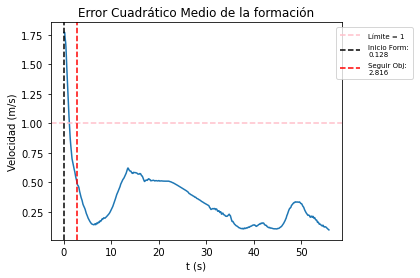 Error Cuadrático Medio de la formación
Límite = 1
Inicio Form:
0.128
Seguir Obj:
2.816
1.75
1.50
1.25
1.00
0.75
0.50
0.25
Velocidad (m/s)
0
10
20
30
40
50
t (s)